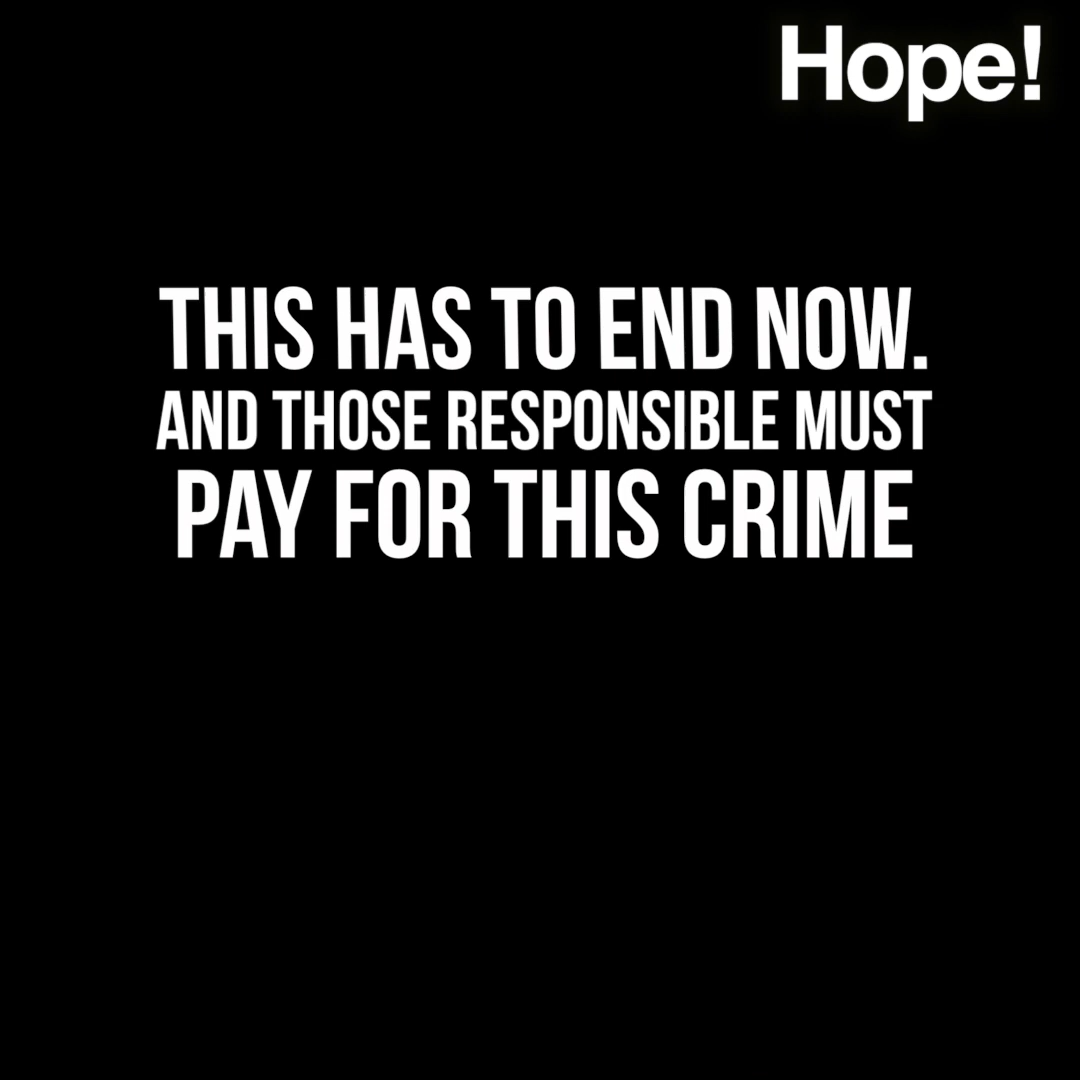 Hope!
THIS HAS TO END NOW.
AND THOSE RESPONSIBLE MUST
PAY FOR THIS CRIME